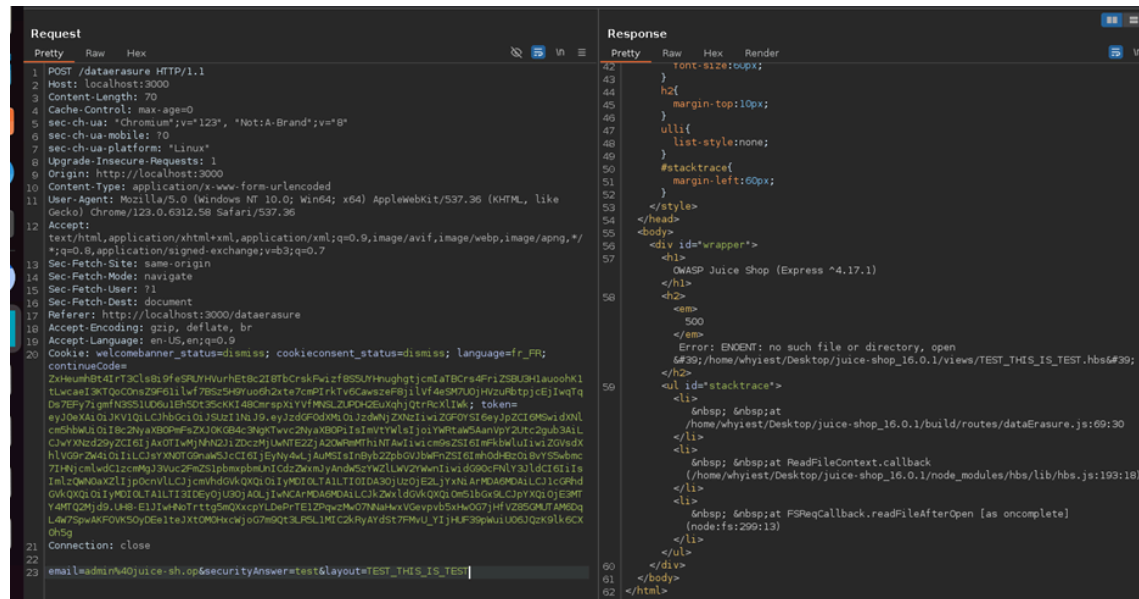 Request
Pretty Raw Hex
1 POST /dataerasure HTTP/1.1
2 Host: localhost:3000
3 Content-Length: 70
4 Cache-Control: max-age=0
5 sec-ch-ua: "Chromium";v="123", "Not:A-Brand";v="8"
6 sec-ch-ua-mobile: ?0
7 sec-ch-ua-platform: "Linux"
8 Upgrade-Insecure-Requests: 1
9 Origin: http://localhost:3000
10 Content-Type: application/x-www-form-urlencoded
11 User-Agent: Mozilla/5.0 (Windows NT 10.0; Win64; x64) AppleWebKit/537.36 (KHTML, like
Gecko) Chrome/123.0.6312.58 Safari/537.36
12 Accept:
text/html,application/xhtml+xml,application/xml;q=0.9,image/avif,image/webp,image/apng,*/
*;q=0.8,application/signed-exchange;v=b3;q=0.7
13 Sec-Fetch-Site: same-origin
14 Sec-Fetch-Mode: navigate
15 Sec-Fetch-User: ?1
16 Sec-Fetch-Dest: document
17 Referer: http://localhost:3000/dataerasure
18 Accept-Encoding: gzip, deflate, br
19 Accept-Language: en-US,en;q=0.9
20 Cookie: welcomebanner_status=dismiss; cookieconsent_status=dismiss; language=fr_FR;
continueCode=
token=
21 Connection: close
22
23 email=admin%40juice-sh.op&securityAnswer=test&layout=TEST_THIS_IS_TEST
Response
Pretty Raw Hex Render
42 font-size:60px;
43 }
44 h2{
45 margin-top:10px;
46 }
47 ulli{
48 list-style:none;
49 }
50 #stacktrace{
51 margin-left:60px;
52 }
53 </style>
54 </head>
55 <body>
56 <div id="wrapper">
57 <h1>
OWASP Juice Shop (Express ^4.17.1)
</h1>
58 <h2>
<em>
500
</em>
Error: ENOENT: no such file or directory, open
&#39;/home/whyiest/Desktop/juice-shop_16.0.1/views/TEST_THIS_IS_TEST.hbs&#39;
</h2>
59 <ul id="stacktrace">
<li>
&nbsp; &nbsp;at
/home/whyiest/Desktop/juice-shop_16.0.1/build/routes/dataErasure.js:69:30
</li>
<li>
&nbsp; &nbsp;at ReadFileContext.callback
(/home/whyiest/Desktop/juice-shop_16.0.1/node_modules/hbs/lib/hbs.js:193:18)
</li>
<li>
&nbsp; &nbsp;at FSReqCallback.readFileAfterOpen [as oncomplete]
(node:fs:299:13)
</li>
</ul>
60 </div>
61 </body>
62 </html>